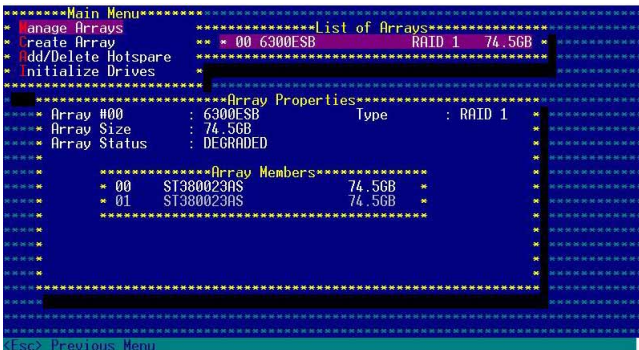 Main Menu
Manage Arrays
List of Arrays
Create Array
00 6300ESB RAID 1 74.5GB
Add/Delete Hotspare
Initialize Drives
Array Properties
Array #00 : 6300ESB Type : RAID 1
Array Size : 74.5GB
Array Status : DEGRADED
Array Members
00 ST380023AS 74.5GB
01 ST380023AS 74.5GB
<Esc> Previous Menu